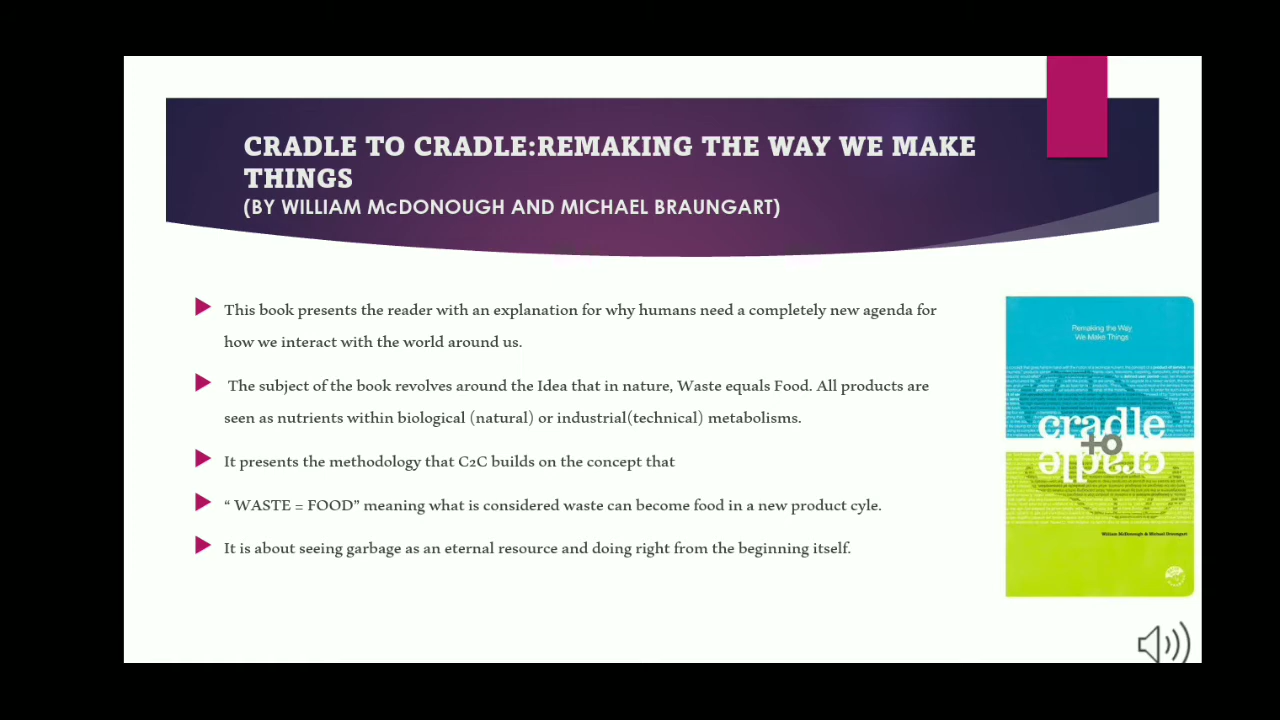 CRADLE TO CRADLE:REMAKING THE WAY WE MAKE
THINGS
(BY WILLIAM McDONOUGH AND MICHAEL BRAUNGART)
This book presents the reader with an explanation for why humans need a completely new agenda for
how we interact with the world around us.
The subject of the book revolves around the Idea that in nature, Waste equals Food. All products are
seen as nutrients within biological (natural) or industrial(technical) metabolisms.
It presents the methodology that C2C builds on the concept that
“ WASTE = FOOD” meaning what is considered waste can become food in a new product cyle.
It is about seeing garbage as an eternal resource and doing right from the beginning itself.
Remaking the Way
We Make Things
cradle
to
cradle
William McDonough & Michael Braungart